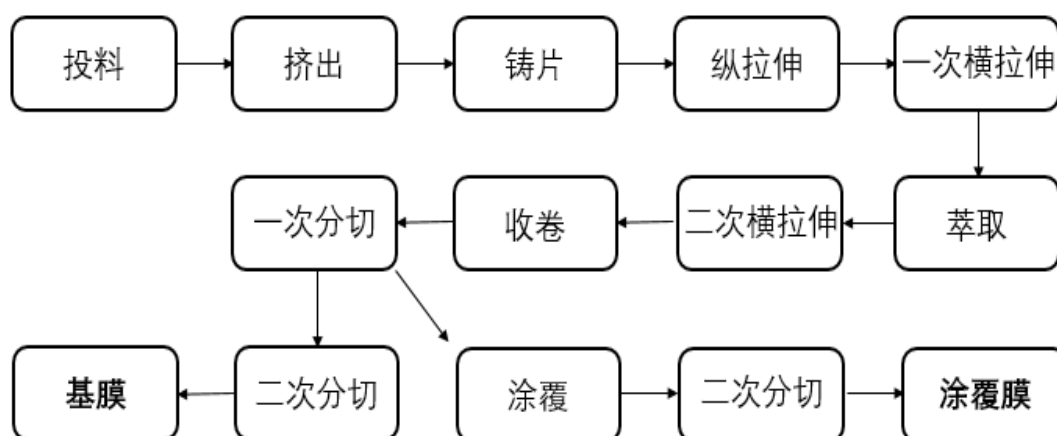 投料
挤出
铸片
纵拉伸
一次横拉伸
一次分切
收卷
二次横拉伸
萃取
基膜
二次分切
涂覆
二次分切
涂覆膜